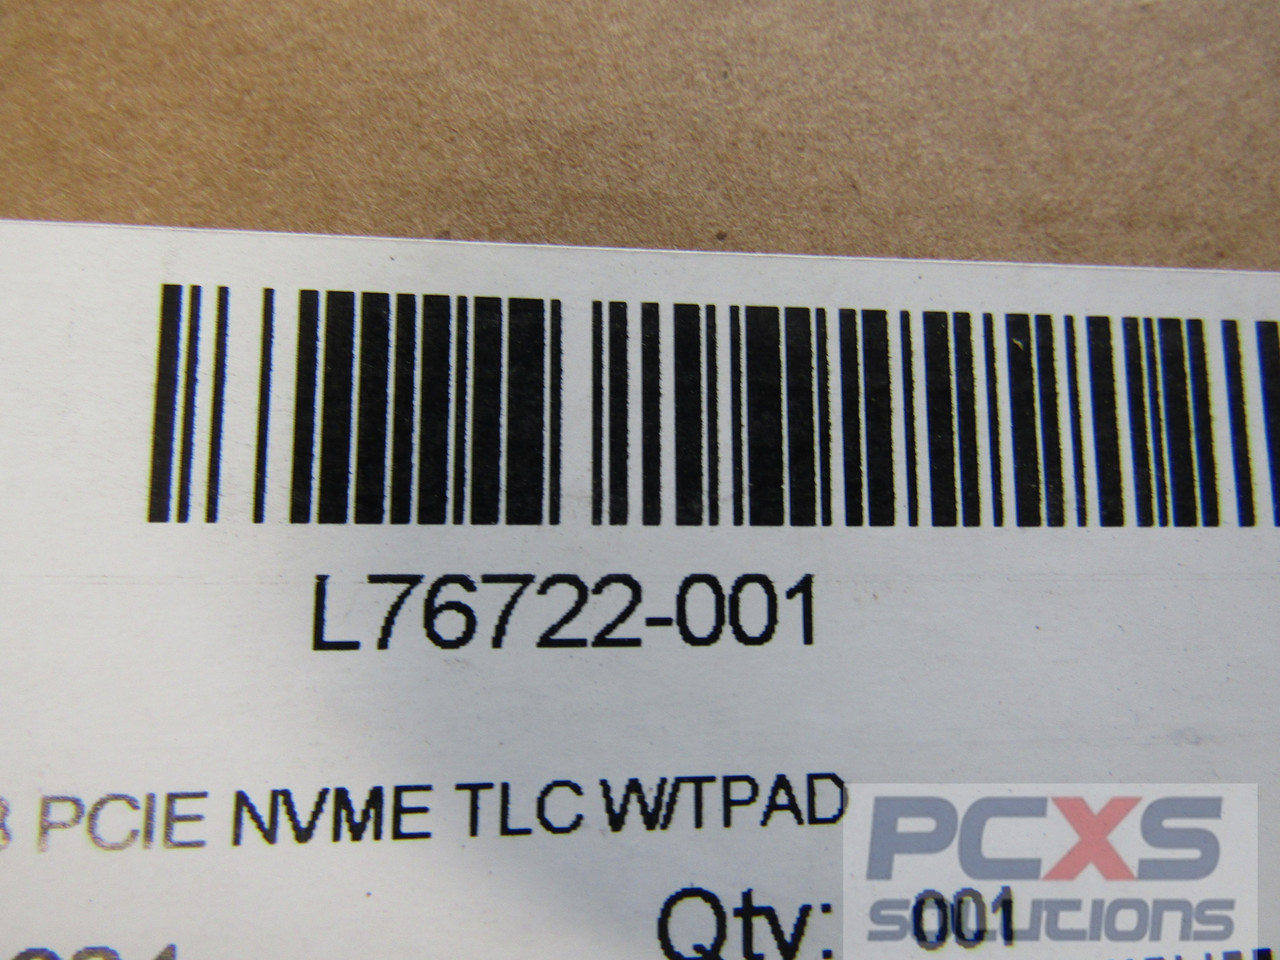 L76722-001
PCIE NVME TLC W/TPAD
Qty: 001
PCXS
SOLUTIONS